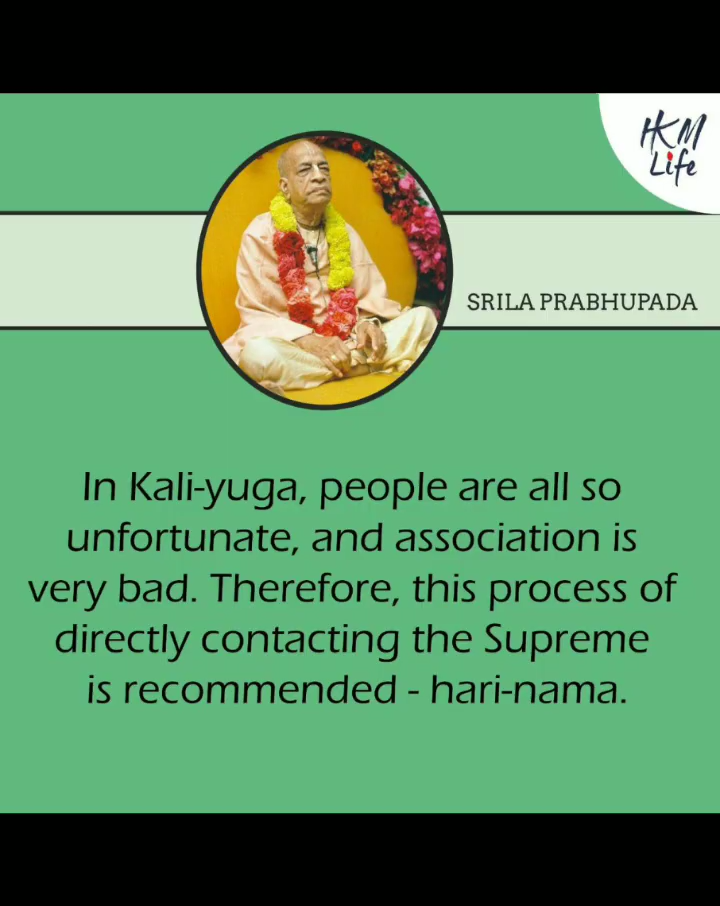 HKM
Life
SRILA PRABHUPADA
In Kali-yuga, people are all so
unfortunate, and association is
very bad. Therefore, this process of
directly contacting the Supreme
is recommended - hari-nama.